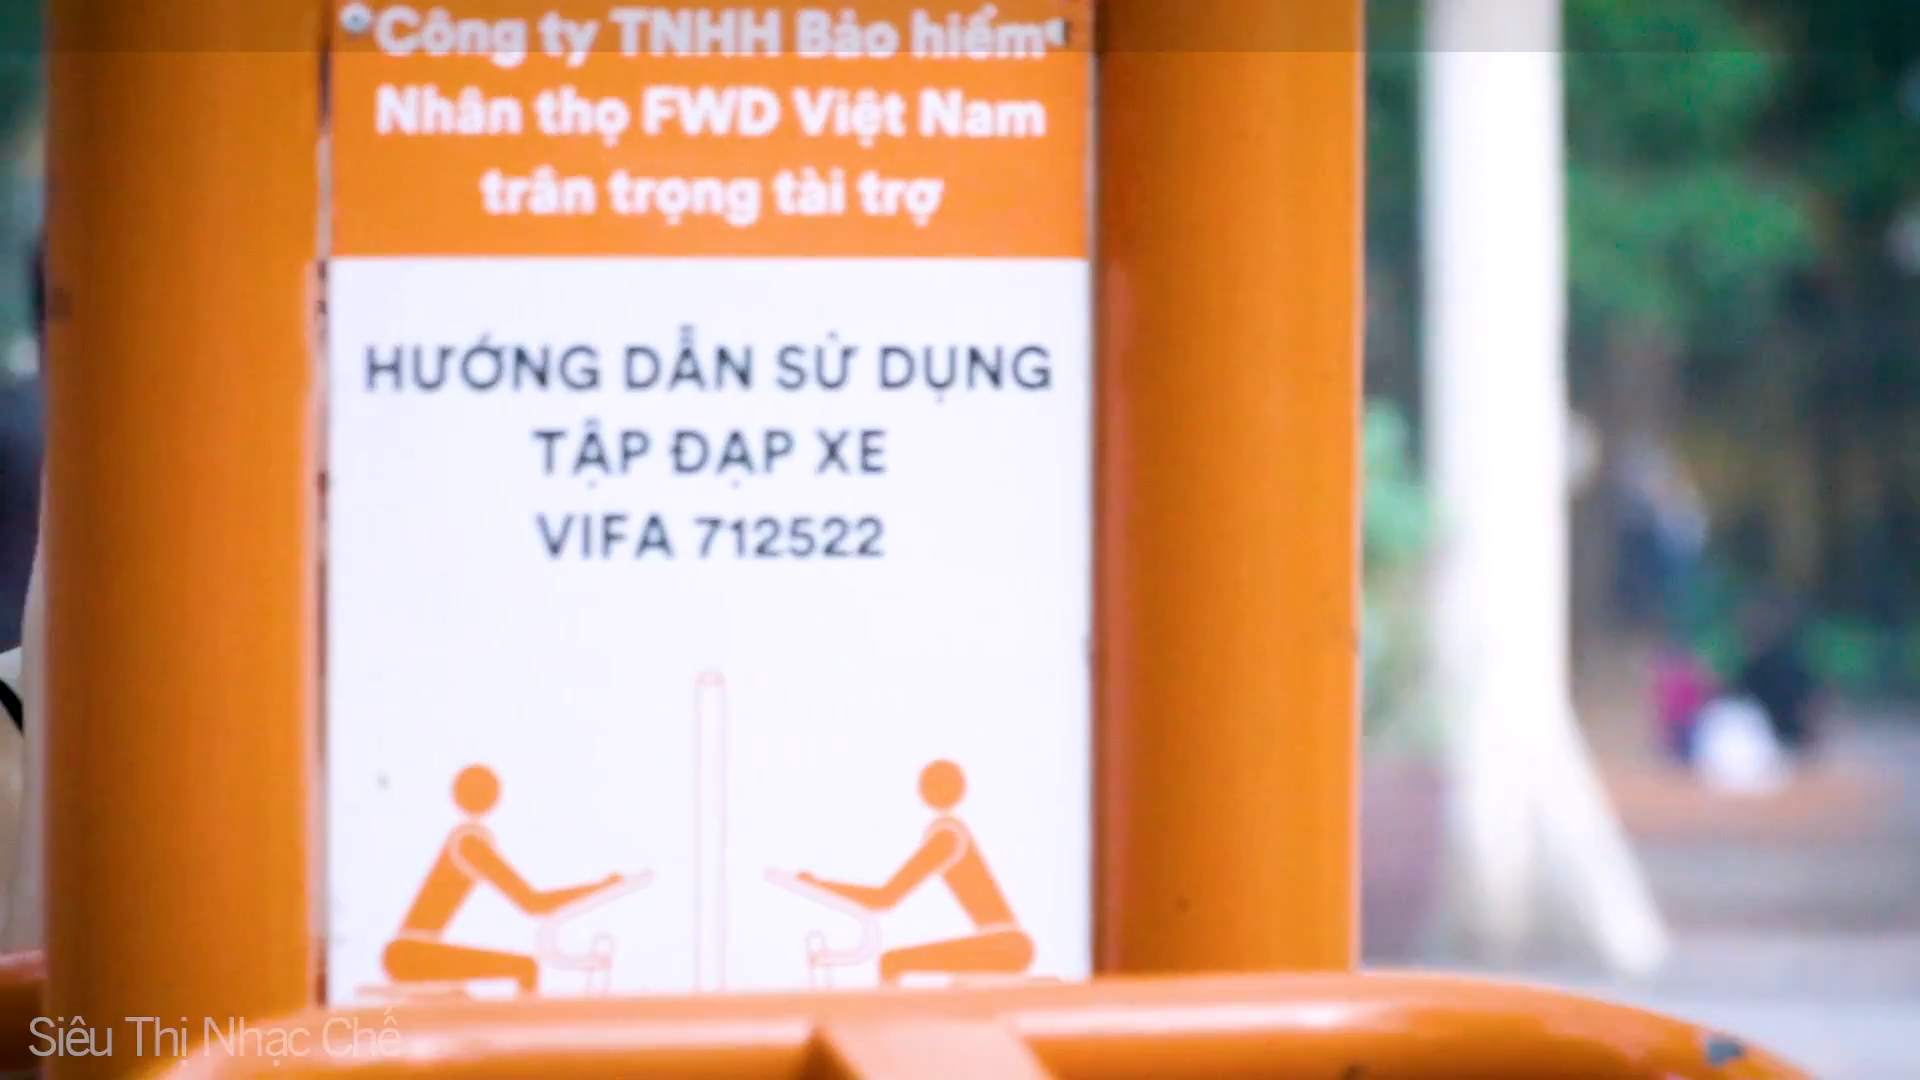 Công ty TNHH Bảo hiểm
Nhân thọ FWD Việt Nam
trân trọng tài trợ
HƯỚNG DẪN SỬ DỤNG
TẬP ĐẠP XE
VIFA 712522
Siêu Thị Nhạc Chế